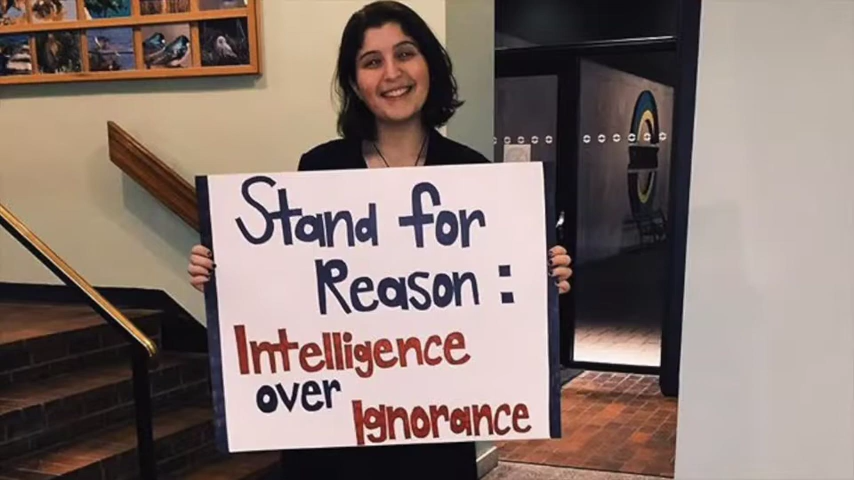 Stand for
Reason:
Intelligence
over
Ignorance